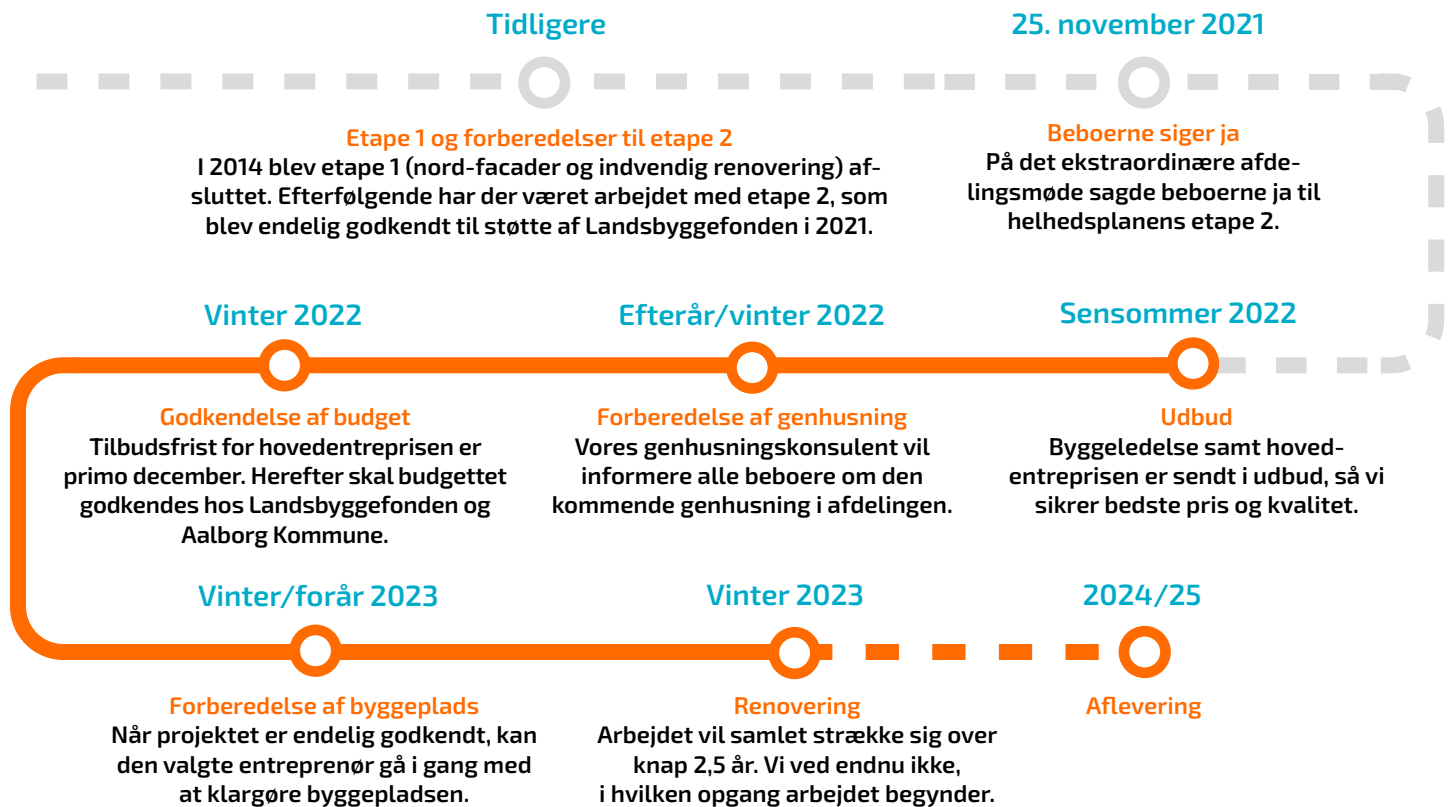 Tidligere
Etape 1 og forberedelser til etape 2
I 2014 blev etape 1 (nord-facader og indvendig renovering) af-
sluttet. Efterfølgende har der været arbejdet med etape 2, som
blev endelig godkendt til støtte af Landsbyggefonden i 2021.
25. november 2021
Beboerne siger ja
På det ekstraordinære afde-
lingsmøde sagde beboerne ja til
helhedsplanens etape 2.
Sensommer 2022
Udbud
Byggeledelse samt hoved-
entreprisen er sendt i udbud, så vi
sikrer bedste pris og kvalitet.
Efterår/vinter 2022
Forberedelse af genhusning
Vores genhusningskonsulent vil
informere alle beboere om den
kommende genhusning i afdelingen.
Vinter 2022
Godkendelse af budget
Tilbudsfrist for hovedentreprisen er
primo december. Herefter skal budgettet
godkendes hos Landsbyggefonden og
Aalborg Kommune.
Vinter/forår 2023
Forberedelse af byggeplads
Når projektet er endelig godkendt, kan
den valgte entreprenør gå i gang med
at klargøre byggepladsen.
Vinter 2023
Renovering
Arbejdet vil samlet strække sig over
knap 2,5 år. Vi ved endnu ikke,
i hvilken opgang arbejdet begynder.
2024/25
Aflevering